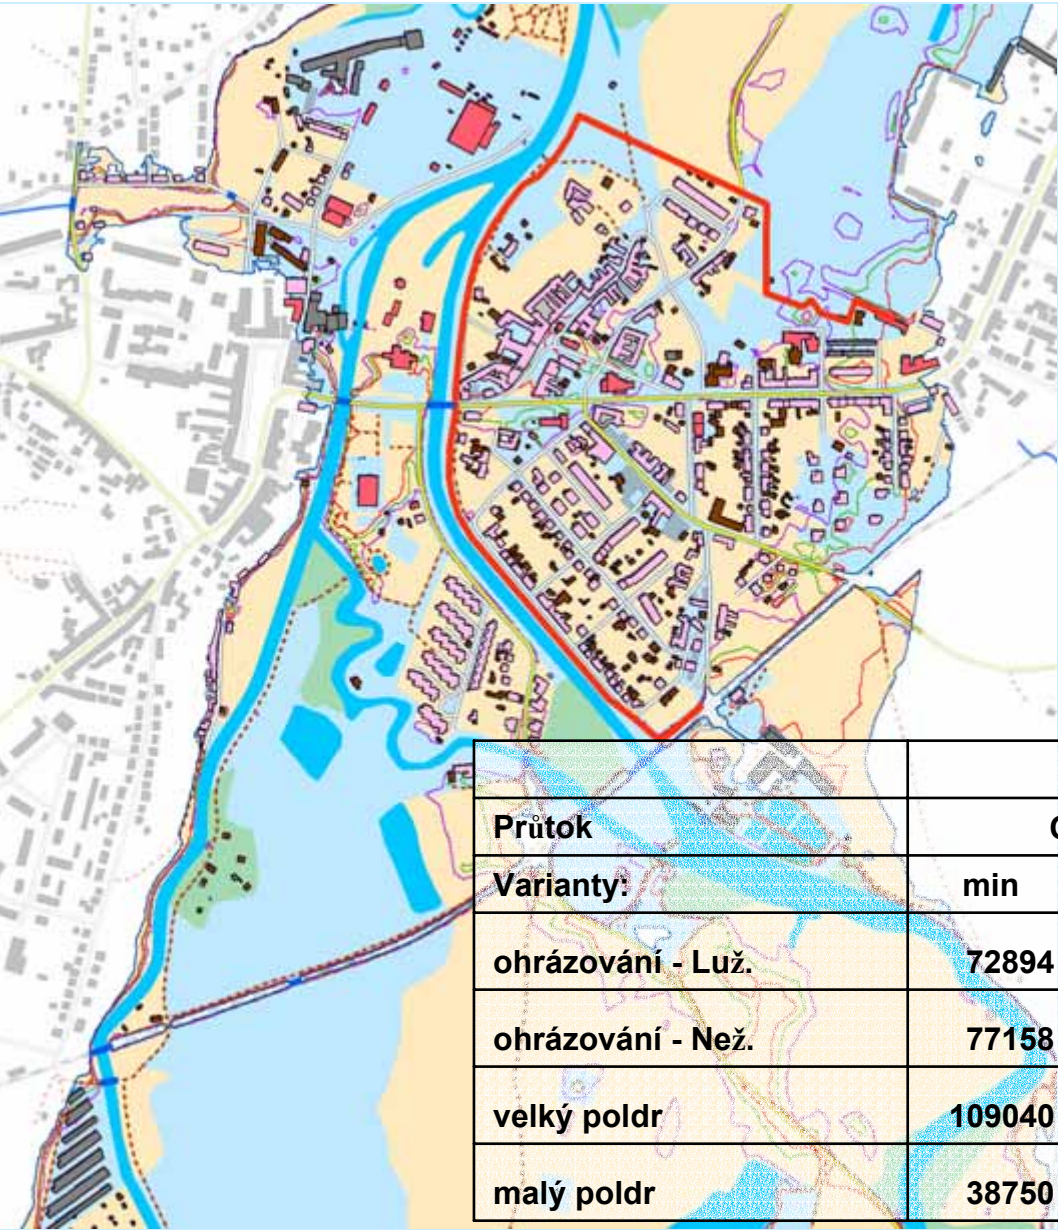 Průtok
Varianty: min
ohrázování - Luž. 72894
ohrázování - Než. 77158
velký poldr 109040
malý poldr 38750